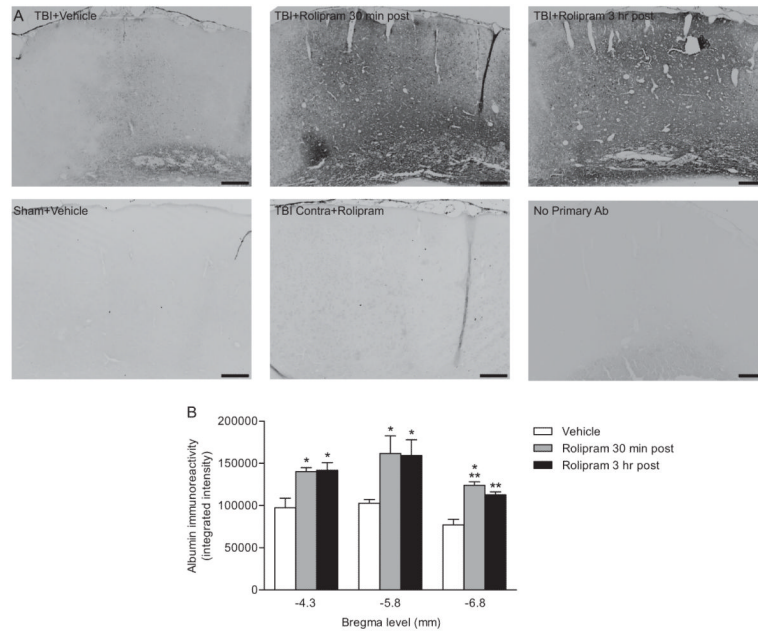 A
TBI+Vehicle
TBI+Rolipram 30 min post
TBI+Rolipram 3 hr post
Sham+Vehicle
TBI Contra+Rolipram
No Primary Ab
B
Albumin immunoreactivity
(integrated intensity)
200000
150000
100000
50000
0
* *
* *
*
** **
-4.3 -5.8 -6.8
Bregma level (mm)
Vehicle
Rolipram 30 min post
Rolipram 3 hr post